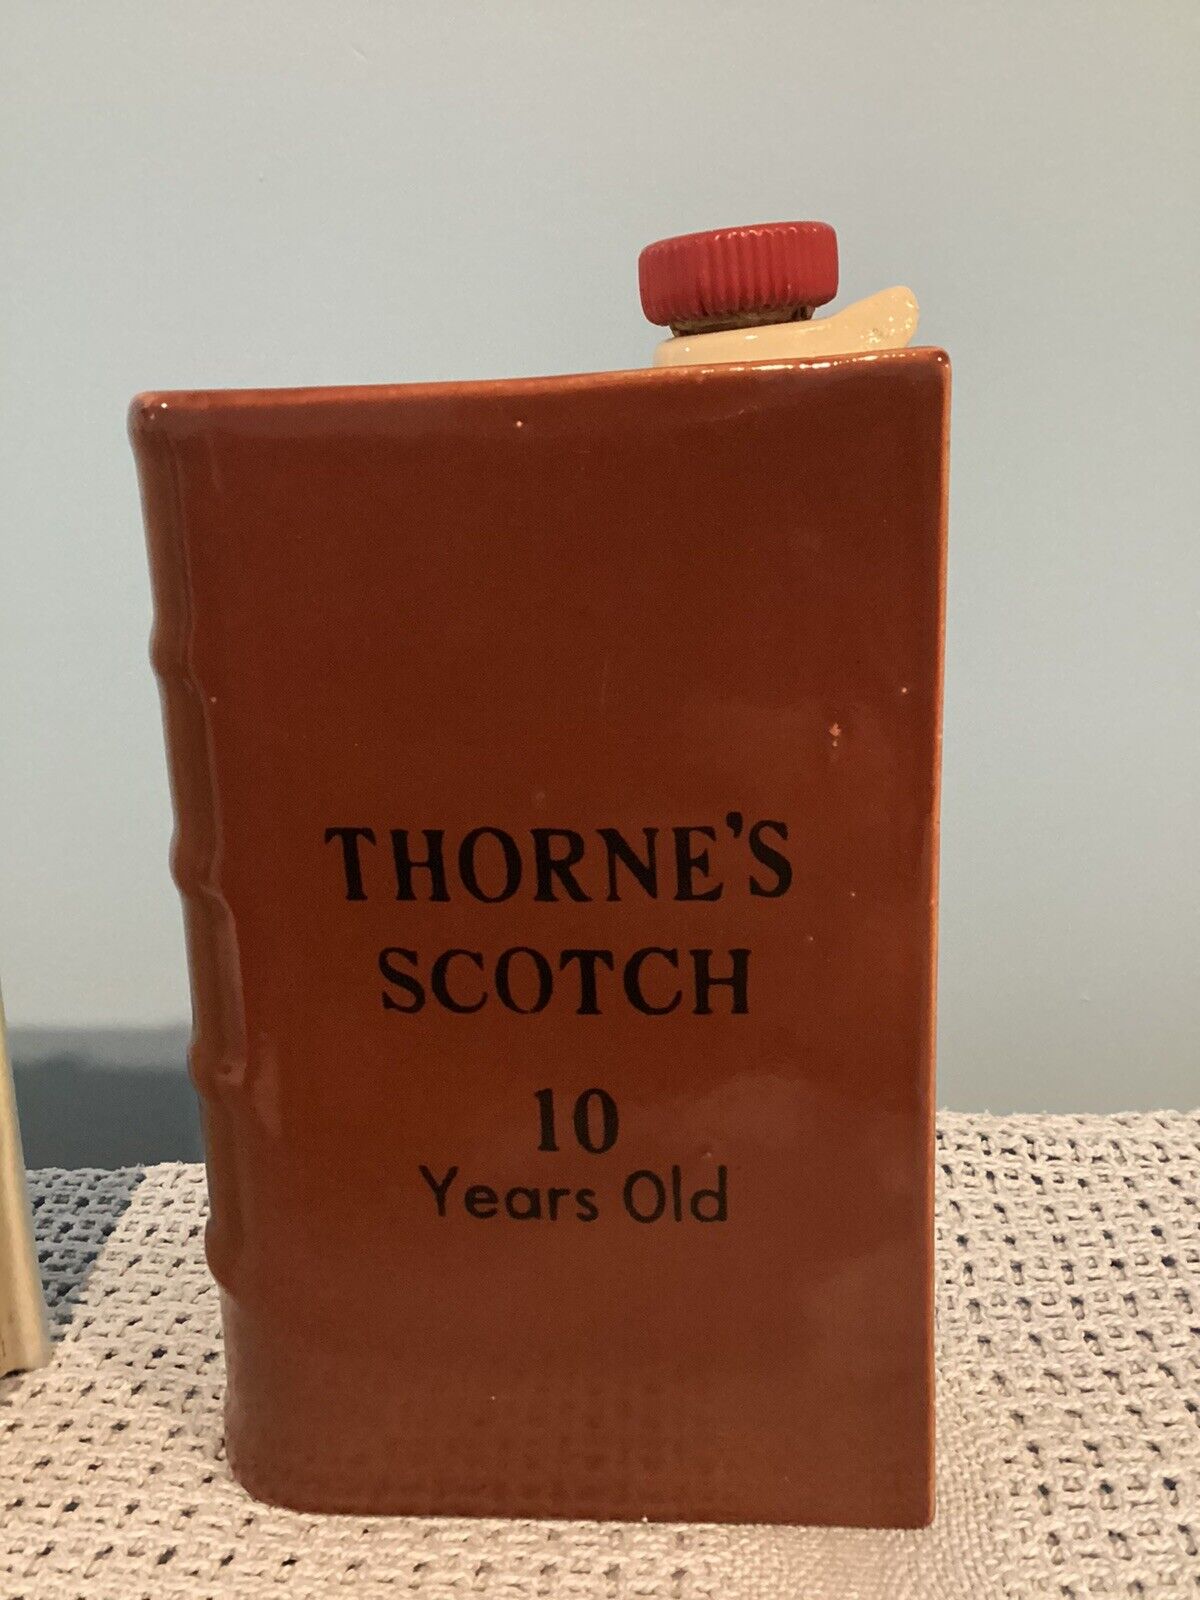 THORNE'S
SCOTCH
10
Years Old